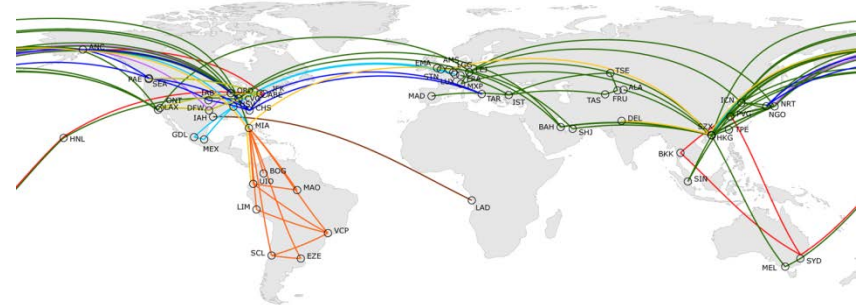 ANC
PAE
SEA
ONT
LAX
IAH
DFW
JFK
CHS
MIA
HNL
GDL
MEX
BOG
UIO
MAO
LIM
VCP
SCL
EZE
LAD
EMA
AMS
STN
LUX
MXP
MAD
TAR
IST
TSE
TAS
FRU
ALA
BAH
SHJ
DEL
SZX
HKG
ICN
NRT
NGO
TPE
BKK
SIN
MEL
SYD